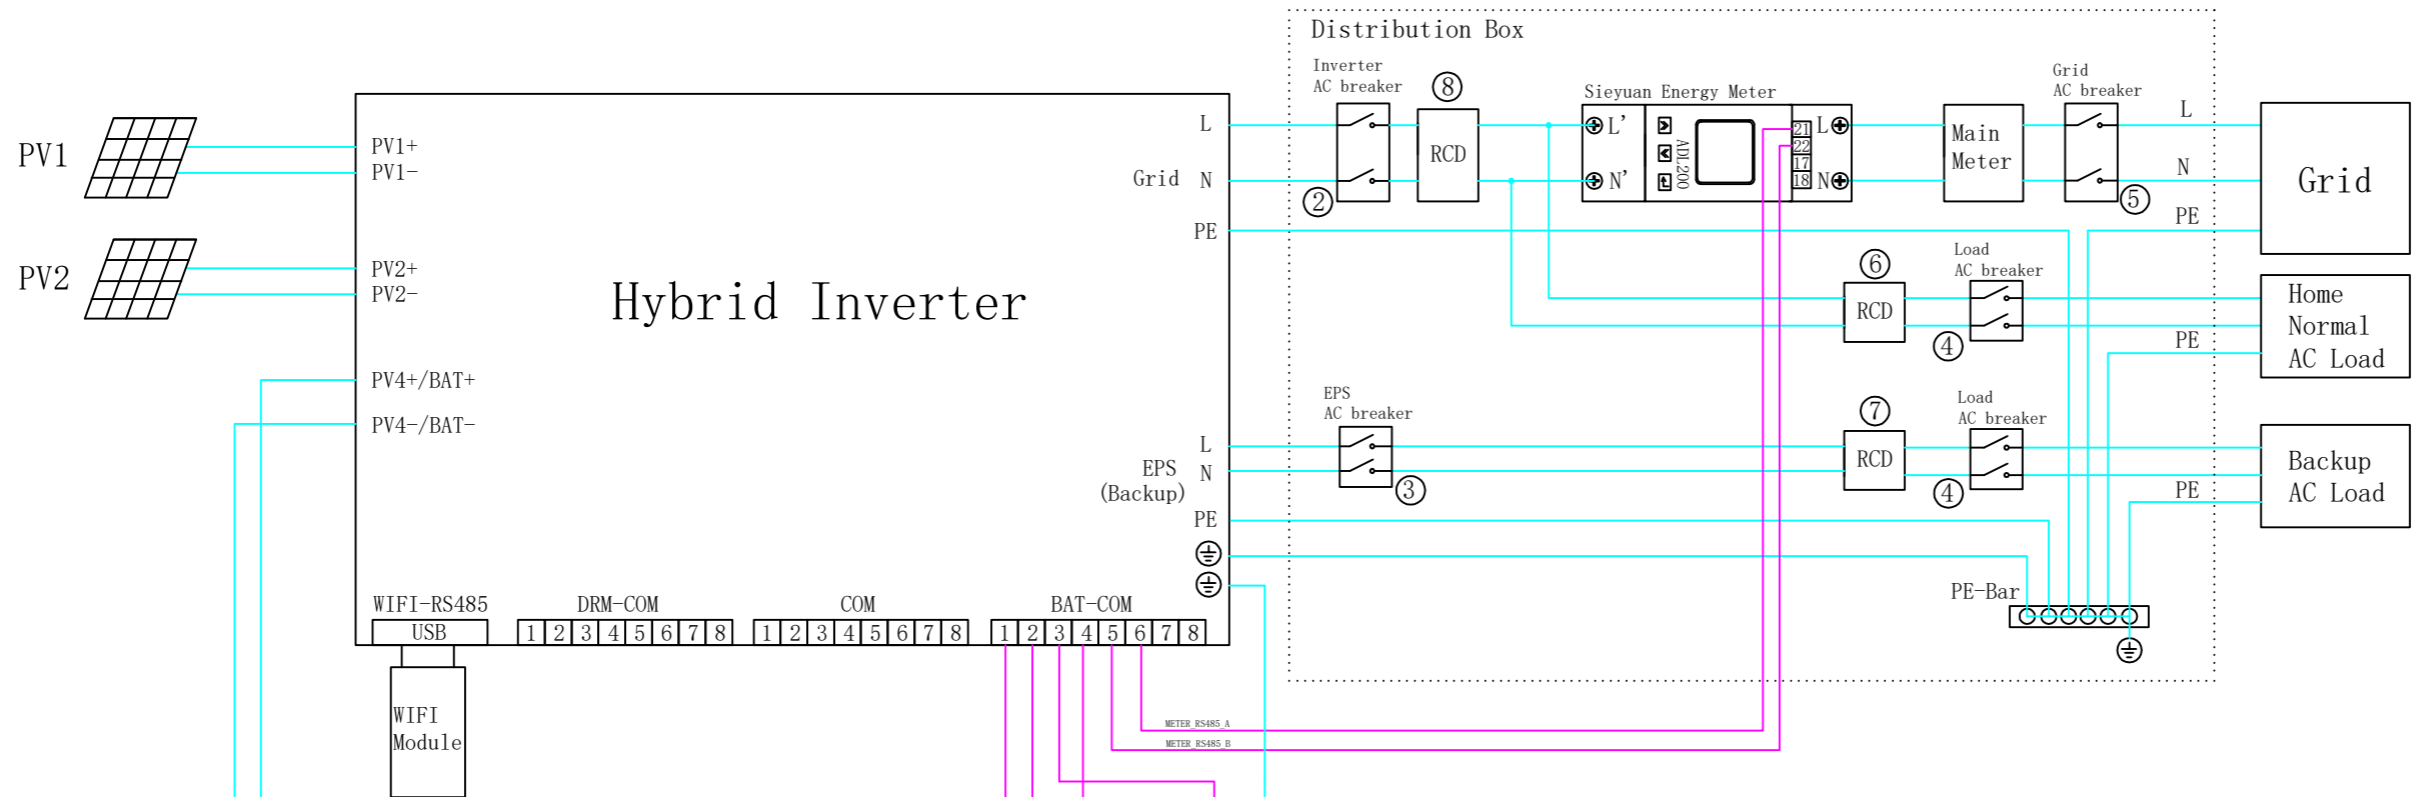 Distribution Box
Inverter
AC breaker
⑧
Sieyuan Energy Meter
Grid
AC breaker
PV1
PV1+
PV1-
L
Grid N
PE
②
RCD
L'
N'
ADL200
21
22
17
18
L
N
Main
Meter
⑤
L
N
PE
Grid
PV2
PV2+
PV2-
Hybrid Inverter
⑥
RCD
Load
AC breaker
④
PE
Home
Normal
AC Load
PV4+/BAT+
PV4-/BAT-
EPS
AC breaker
L
EPS N
(Backup)
PE
③
⑦
RCD
Load
AC breaker
④
PE
Backup
AC Load
PE-Bar
WIFI-RS485
USB
DRM-COM
1 2 3 4 5 6 7 8
COM
1 2 3 4 5 6 7 8
BAT-COM
1 2 3 4 5 6 7 8
WIFI
Module
METER_RS485_A
METER_RS485_B